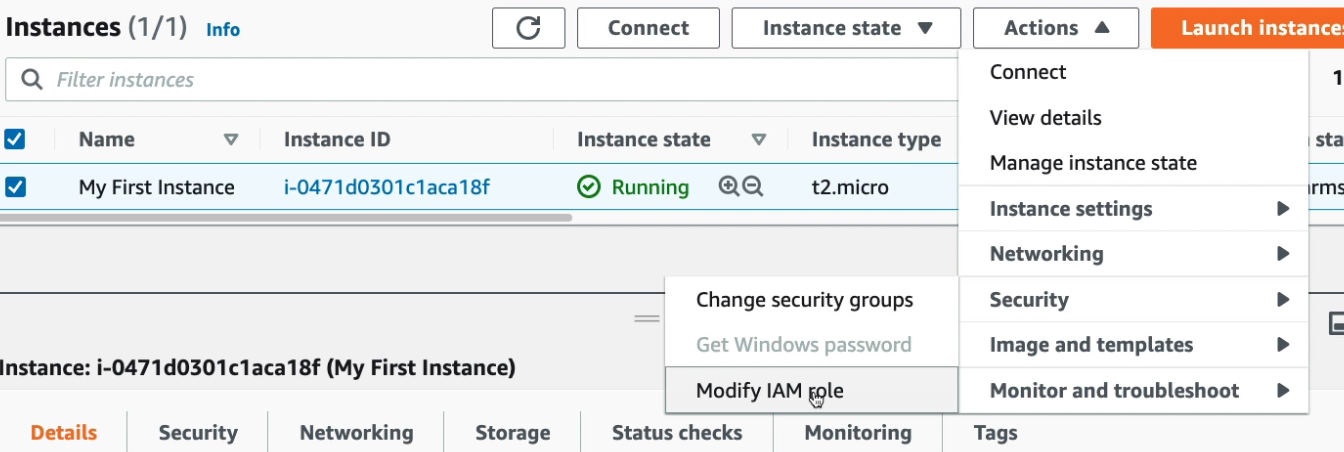 Instances (1/1) Info Connect Instance state Actions Launch instances
Filter instances
Connect
View details
Manage instance state
Name Instance ID Instance state Instance type
My First Instance i-0471d0301c1aca18f Running t2.micro
Instance settings
Networking
Change security groups Security
Get Windows password Image and templates
Modify IAM role Monitor and troubleshoot
Instance: i-0471d0301c1aca18f (My First Instance)
Details Security Networking Storage Status checks Monitoring Tags